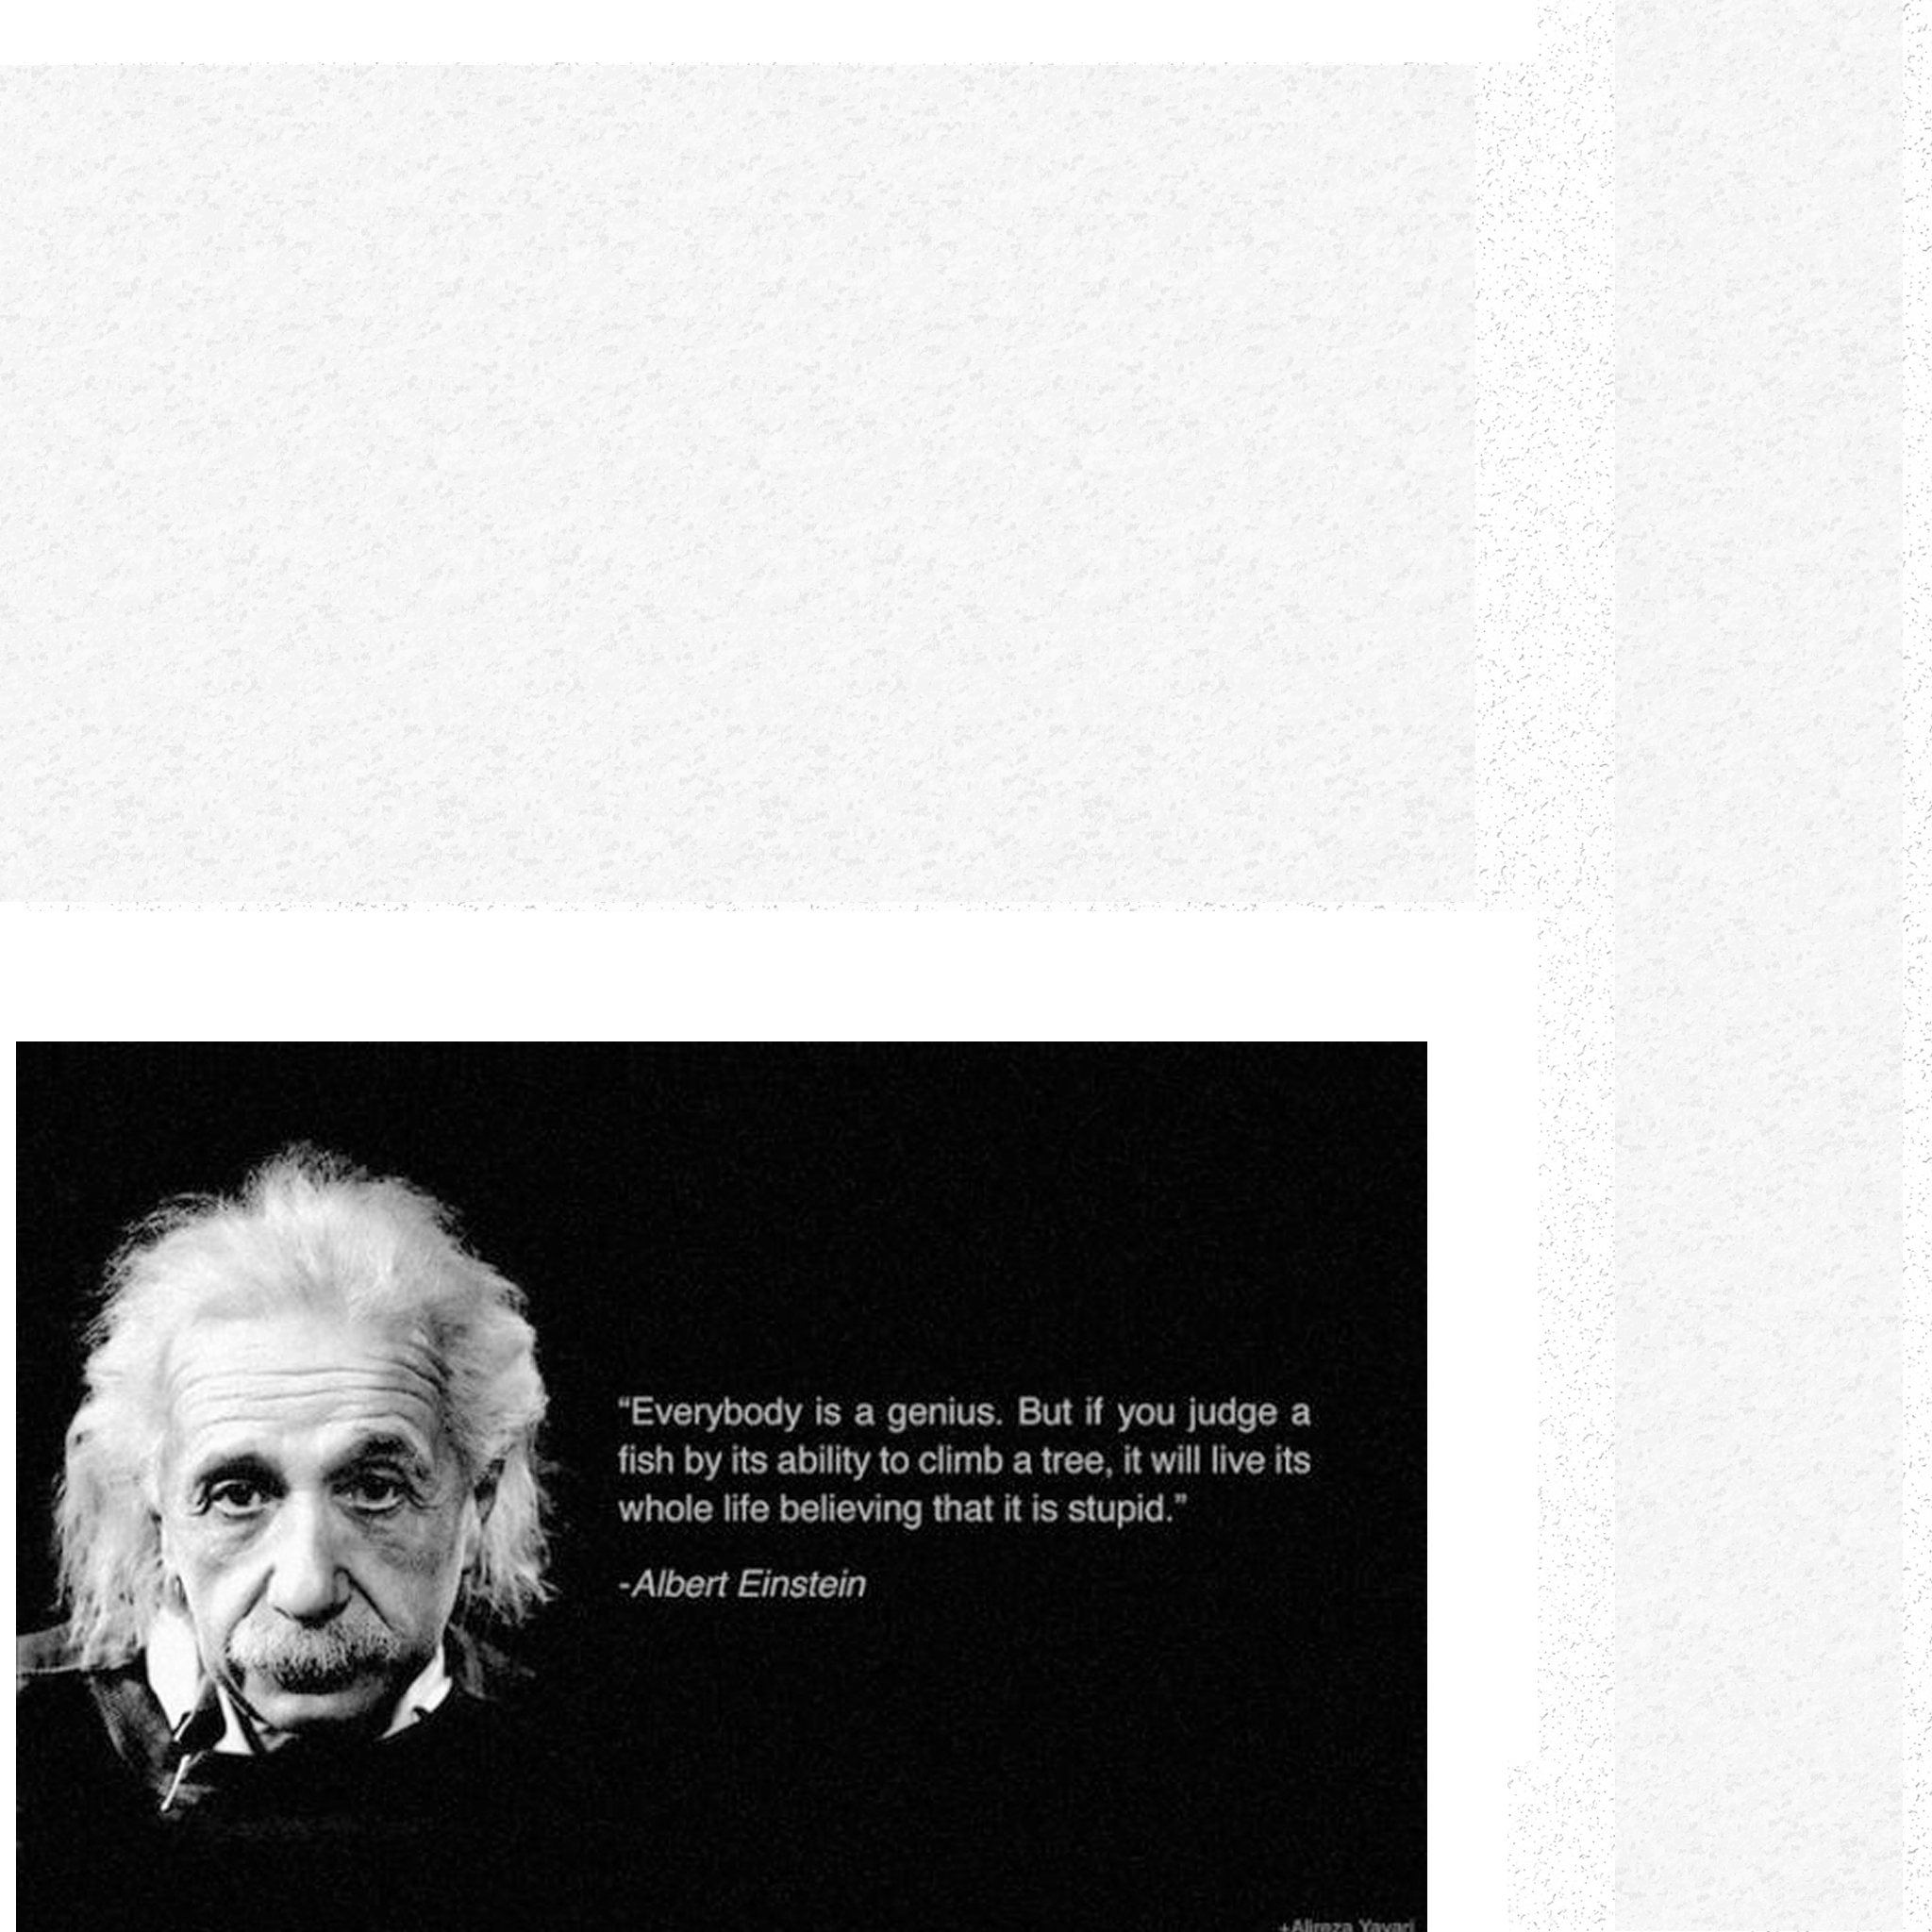 “Everybody is a genius. But if you judge a
fish by its ability to climb a tree, it will live its
whole life believing that it is stupid.”
-Albert Einstein
+Alireza Yavari